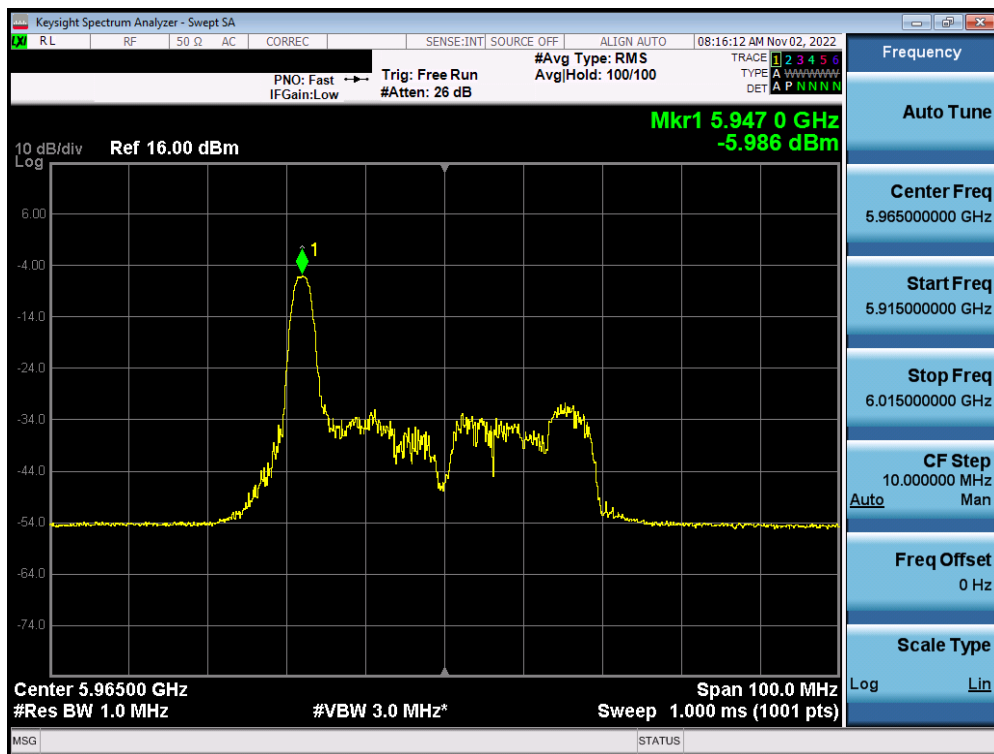 Keysight Spectrum Analyzer - Swept SA
LXI RL RF 50 Ω AC CORREC SENSE:INT SOURCE OFF ALIGN AUTO 08:16:12 AM Nov 02, 2022
PNO: Fast Trig: Free Run #Avg Type: RMS TRACE 1 2 3 4 5 6
IFGain:Low #Atten: 26 dB Avg|Hold: 100/100 TYPE A WWWWW
DET A P N N N N
Mkr1 5.947 0 GHz
-5.986 dBm
10 dB/div Ref 16.00 dBm
Log
6.00
-4.00
-14.0
-24.0
-34.0
-44.0
-54.0
-64.0
-74.0
1
Center 5.96500 GHz Span 100.0 MHz
#Res BW 1.0 MHz #VBW 3.0 MHz* Sweep 1.000 ms (1001 pts)
MSG STATUS
Frequency
Auto Tune
Center Freq
5.965000000 GHz
Start Freq
5.915000000 GHz
Stop Freq
6.015000000 GHz
CF Step
10.000000 MHz
Auto Man
Freq Offset
0 Hz
Scale Type
Log Lin